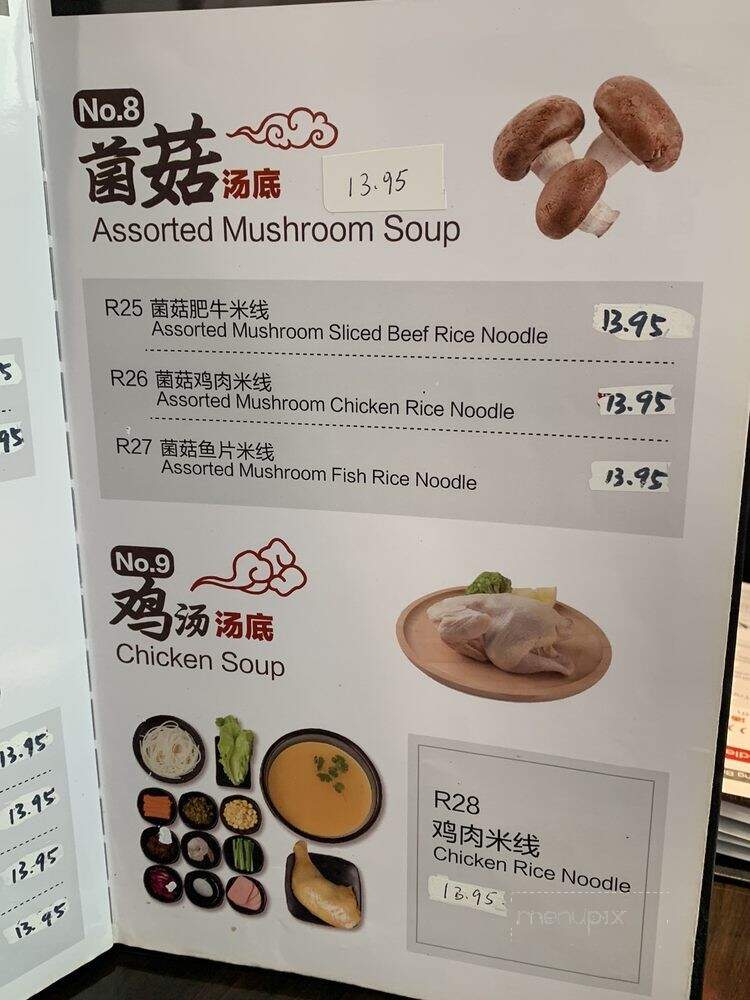 No.8
菌菇汤底 13.95
Assorted Mushroom Soup
R25 菌菇肥牛米线
Assorted Mushroom Sliced Beef Rice Noodle 13.95
R26 菌菇鸡肉米线
Assorted Mushroom Chicken Rice Noodle 13.95
R27 菌菇鱼片米线
Assorted Mushroom Fish Rice Noodle 13.95
No.9
鸡汤汤底
Chicken Soup
R28
鸡肉米线
Chicken Rice Noodle
13.95
menupix
5
95
13.95
13.95
13.95
13.95